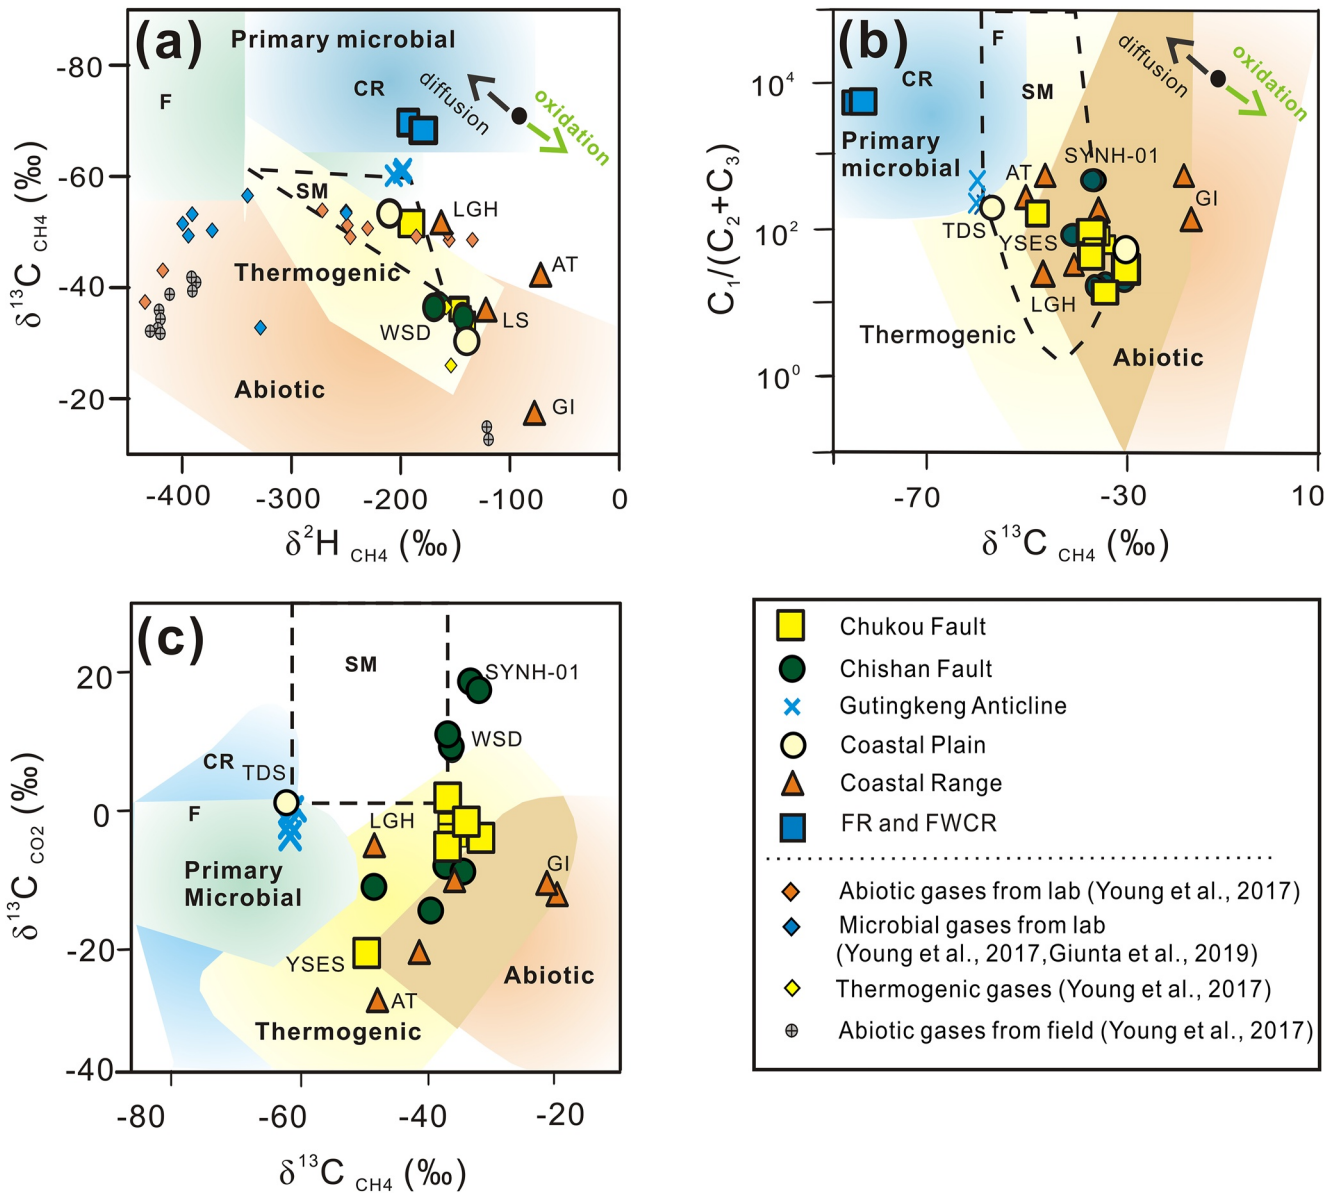 (a)
Primary microbial
F
CR
diffusion
oxidation
SM
LGH
Thermogenic
AT
WSD
LS
Abiotic
GI
-80
-60
-40
-20
-400
-300
-200
-100
0
δ¹³C CH4 (‰)
δ²H CH4 (‰)
(b)
F
CR
SM
diffusion
oxidation
Primary
microbial
SYNH-01
AT
GI
TDS
YSES
LGH
Thermogenic
Abiotic
10⁴
10²
10⁰
-70
-30
10
C₁/(C₂+C₃)
δ¹³C CH4 (‰)
(c)
SM
SYNH-01
WSD
CR
TDS
F
LGH
Primary
Microbial
GI
YSES
AT
Abiotic
Thermogenic
20
0
-20
-40
-80
-60
-40
-20
δ¹³C CO2 (‰)
δ¹³C CH4 (‰)
Chukou Fault
Chishan Fault
Gutingkeng Anticline
Coastal Plain
Coastal Range
FR and FWCR
Abiotic gases from lab (Young et al., 2017)
Microbial gases from lab
(Young et al., 2017,Giunta et al., 2019)
Thermogenic gases (Young et al., 2017)
Abiotic gases from field (Young et al., 2017)